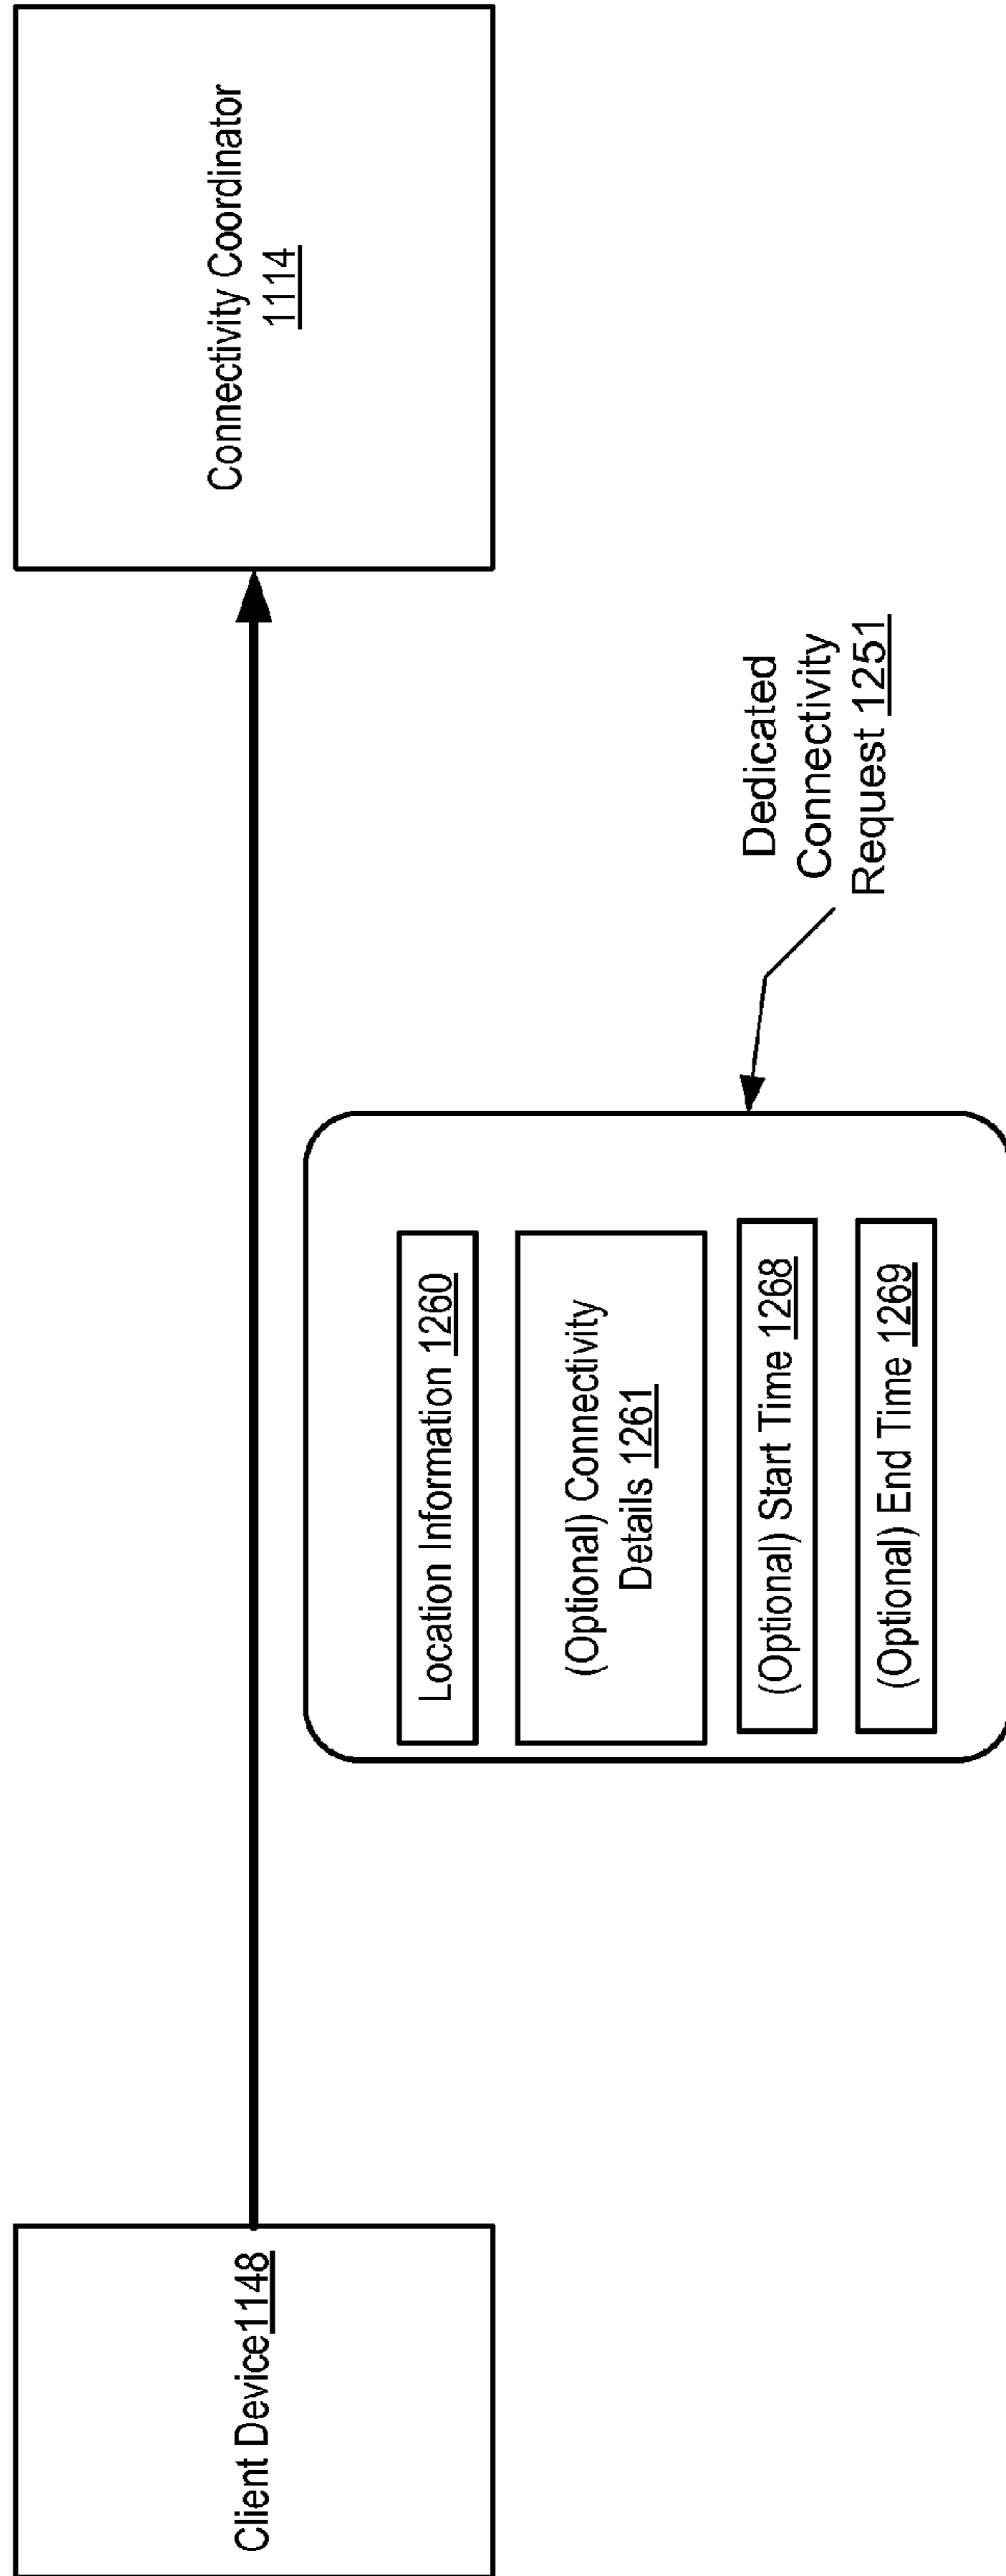 Client Device1148
Connectivity Coordinator
1114
Location Information 1260
(Optional) Connectivity
Details 1261
(Optional) Start Time 1268
(Optional) End Time 1269
Dedicated
Connectivity
Request 1251